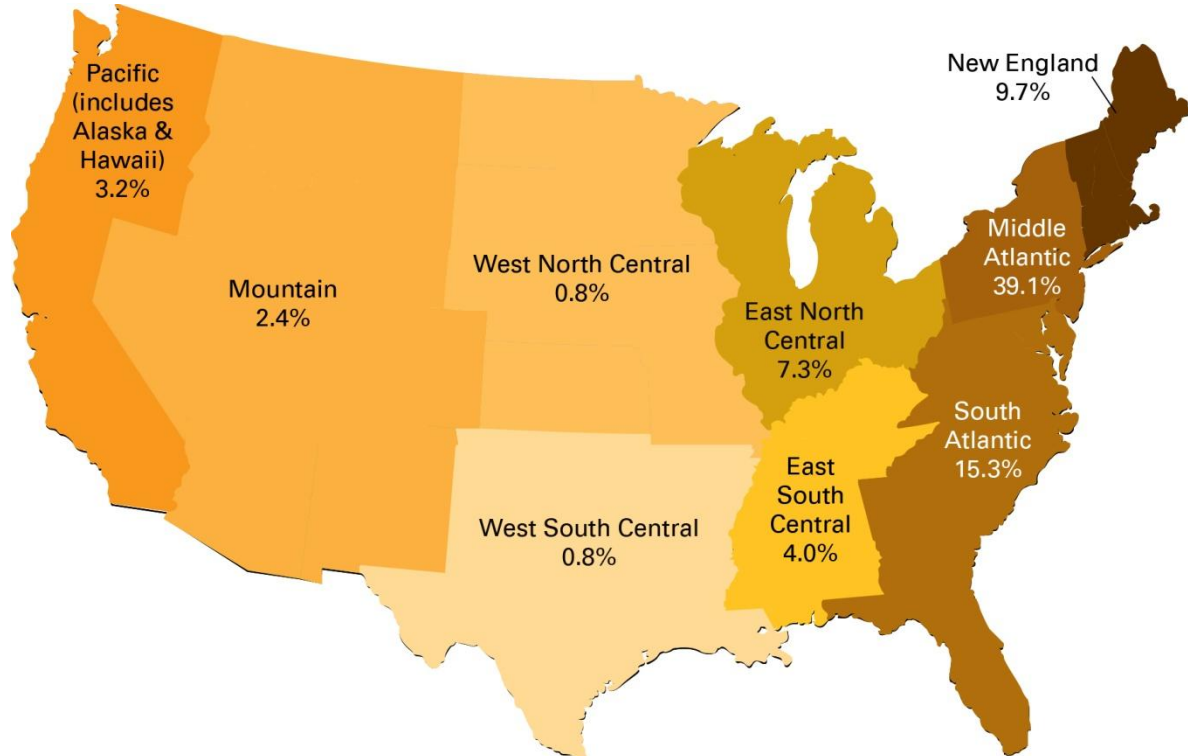 Pacific
(includes
Alaska &
Hawaii)
3.2%
Mountain
2.4%
West North Central
0.8%
West South Central
0.8%
East North
Central
7.3%
East
South
Central
4.0%
New England
9.7%
Middle
Atlantic
39.1%
South
Atlantic
15.3%